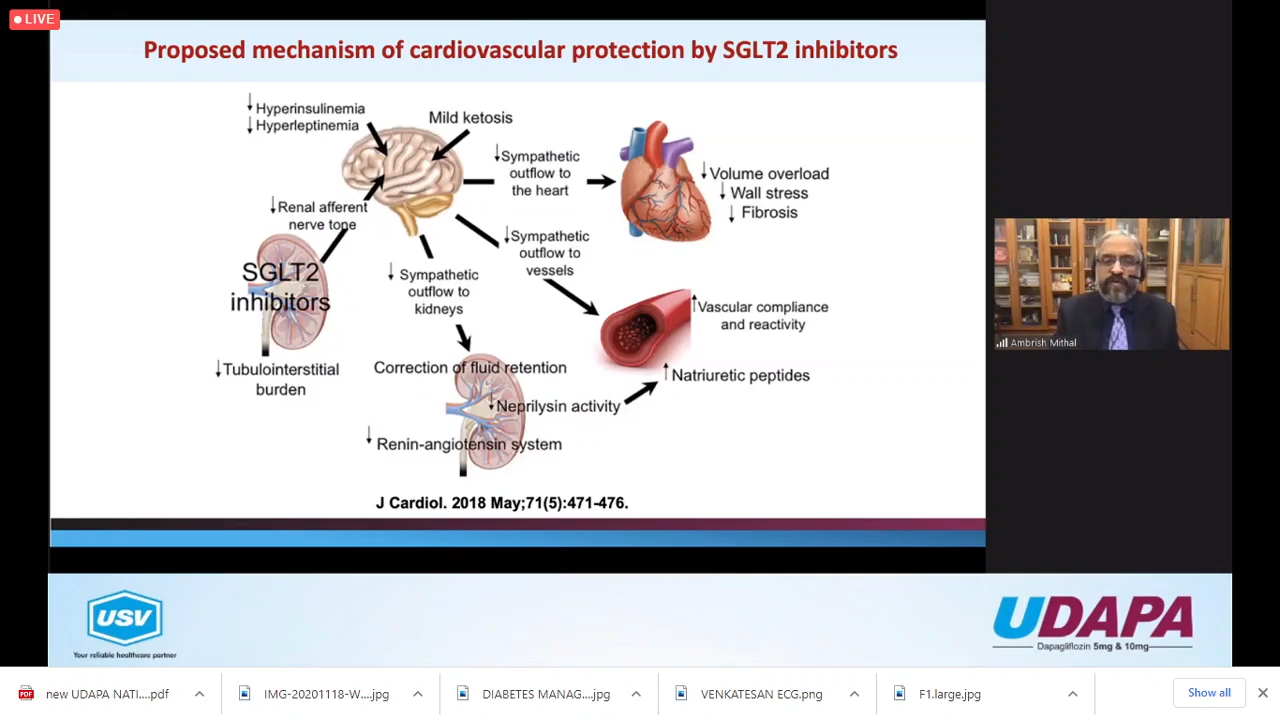 LIVE
Proposed mechanism of cardiovascular protection by SGLT2 inhibitors
↓ Hyperinsulinemia
↓ Hyperleptinemia
Mild ketosis
↓ Sympathetic
outflow to
the heart
↓ Volume overload
↓ Wall stress
↓ Fibrosis
↓ Renal afferent
nerve tone
SGLT2
inhibitors
↓ Tubulointerstitial
burden
↓ Sympathetic
outflow to
kidneys
↓ Sympathetic
outflow to
vessels
↑ Vascular compliance
and reactivity
Correction of fluid retention
↓ Neprilysin activity
↑ Natriuretic peptides
↓ Renin-angiotensin system
J Cardiol. 2018 May;71(5):471-476.
Ambrish Mithal
USV
Your reliable healthcare partner
UDAPA
Dapagliflozin 5mg & 10mg
new UDAPA NATI....pdf
IMG-20201118-W....jpg
DIABETES MANAG....jpg
VENKATESAN ECG.png
F1.large.jpg
Show all